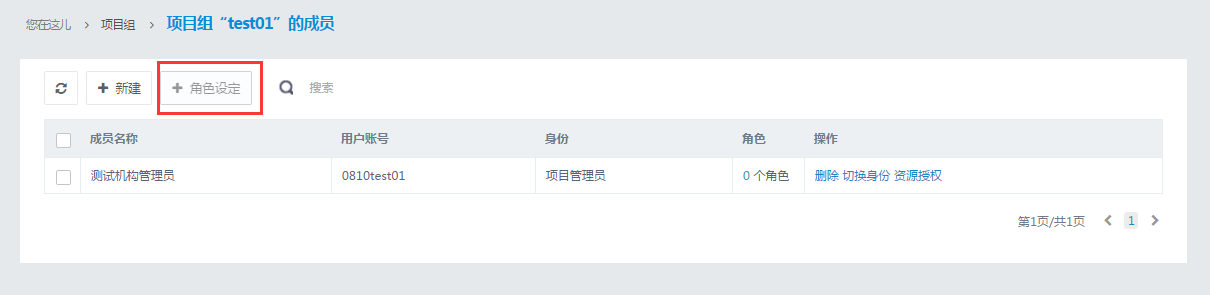 您在这儿 > 项目组 > 项目组“test01”的成员
+ 新建 + 角色设定 搜索
成员名称 用户账号 身份 角色 操作
测试机构管理员 0810test01 项目管理员 0 个角色 删除 切换身份 资源授权
第1页/共1页 < 1 >